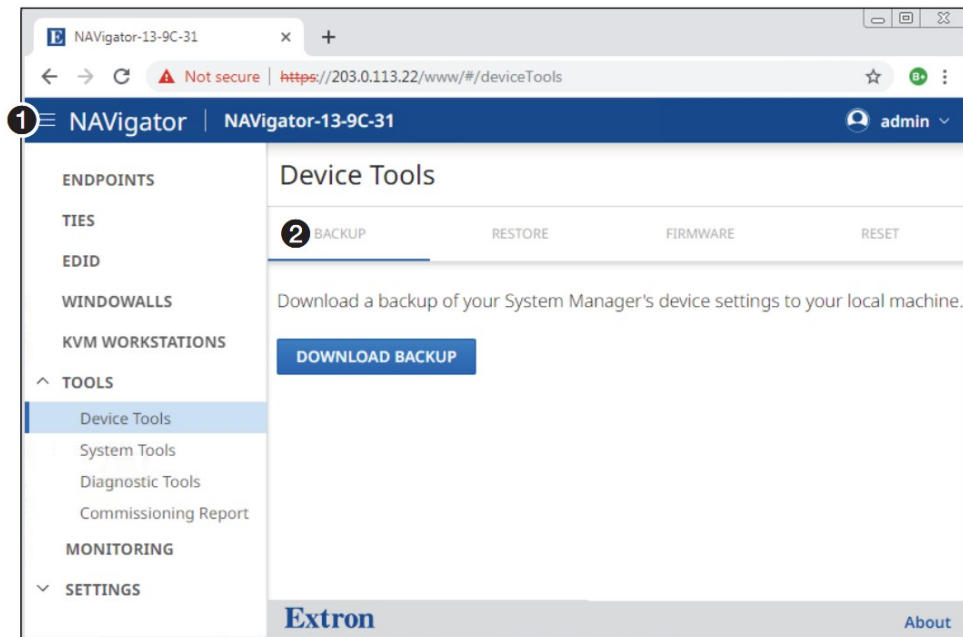 NAVigator-13-9C-31
Not secure | https://203.0.113.22/www/#/deviceTools
1 NAVigator | NAVigator-13-9C-31 admin
ENDPOINTS
TIES
EDID
WINDOWALLS
KVM WORKSTATIONS
TOOLS
Device Tools
System Tools
Diagnostic Tools
Commissioning Report
MONITORING
SETTINGS
Device Tools
2 BACKUP RESTORE FIRMWARE RESET
Download a backup of your System Manager's device settings to your local machine.
DOWNLOAD BACKUP
Extron About